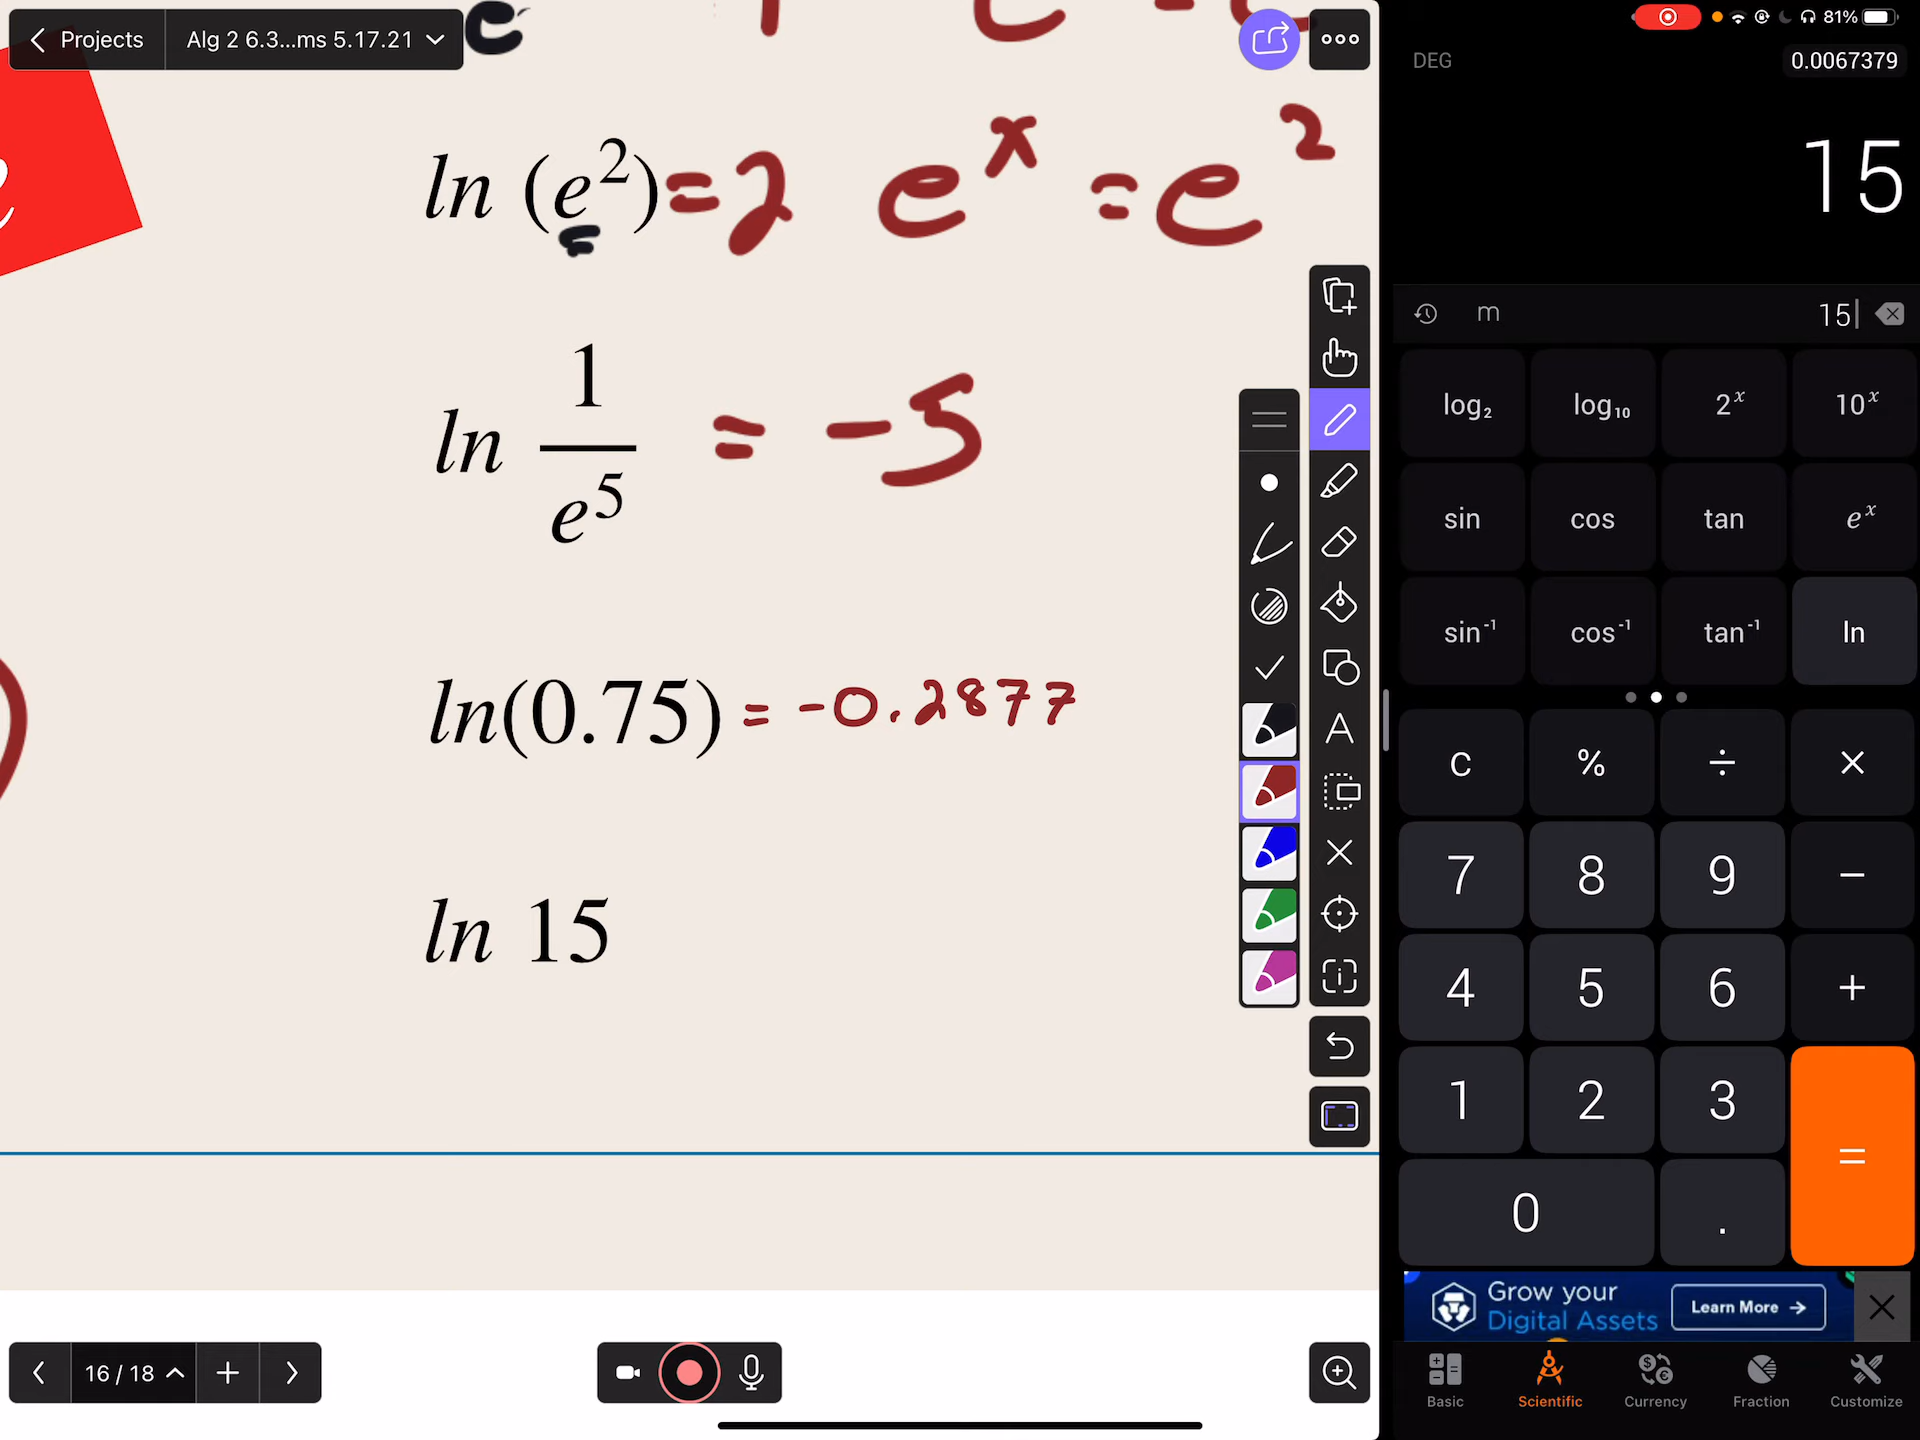 Projects Alg 2 6.3...ms 5.17.21
81%
DEG 0.0067379
15
m 15
ln (e²) = 2 eˣ = e²
ln 1/e⁵ = -5
ln(0.75) = -0.2877
ln 15
A
log₂ log₁₀ 2ˣ 10ˣ
sin cos tan eˣ
sin⁻¹ cos⁻¹ tan⁻¹ ln
c % ÷ ×
7 8 9 −
4 5 6 +
1 2 3 =
0 .
Grow your
Digital Assets
Learn More →
16 / 18
Basic Scientific Currency Fraction Customize